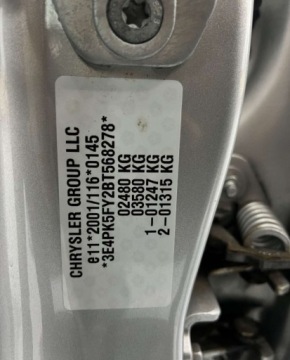 CHRYSLER GROUP LLC
e11*2001/116*0145
*3E4PK5FY2BT568278*
02480 KG
03580 KG
1-01247 KG
2-01315 KG